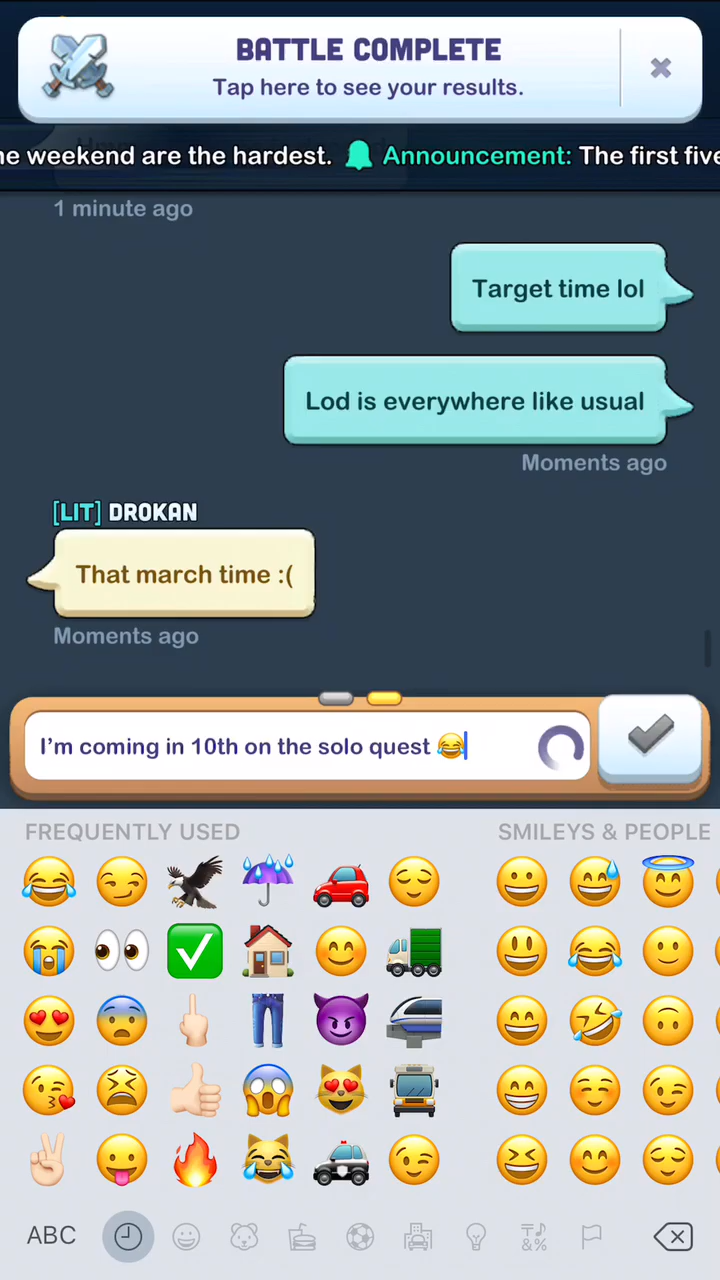 BATTLE COMPLETE
Tap here to see your results.
he weekend are the hardest. Announcement: The first five
1 minute ago
Target time lol
Lod is everywhere like usual
Moments ago
[LIT] DROKAN
That march time :(
Moments ago
I'm coming in 10th on the solo quest 😂
FREQUENTLY USED
SMILEYS & PEOPLE
ABC